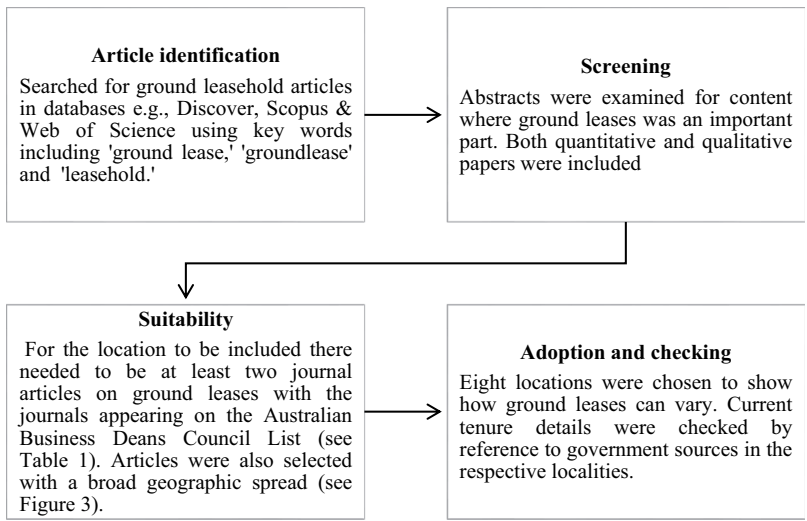 Article identification
Searched for ground leasehold articles
in databases e.g., Discover, Scopus &
Web of Science using key words
including 'ground lease,' 'groundlease'
and 'leasehold.'
Screening
Abstracts were examined for content
where ground leases was an important
part. Both quantitative and qualitative
papers were included
Suitability
For the location to be included there
needed to be at least two journal
articles on ground leases with the
journals appearing on the Australian
Business Deans Council List (see
Table 1). Articles were also selected
with a broad geographic spread (see
Figure 3).
Adoption and checking
Eight locations were chosen to show
how ground leases can vary. Current
tenure details were checked by
reference to government sources in the
respective localities.